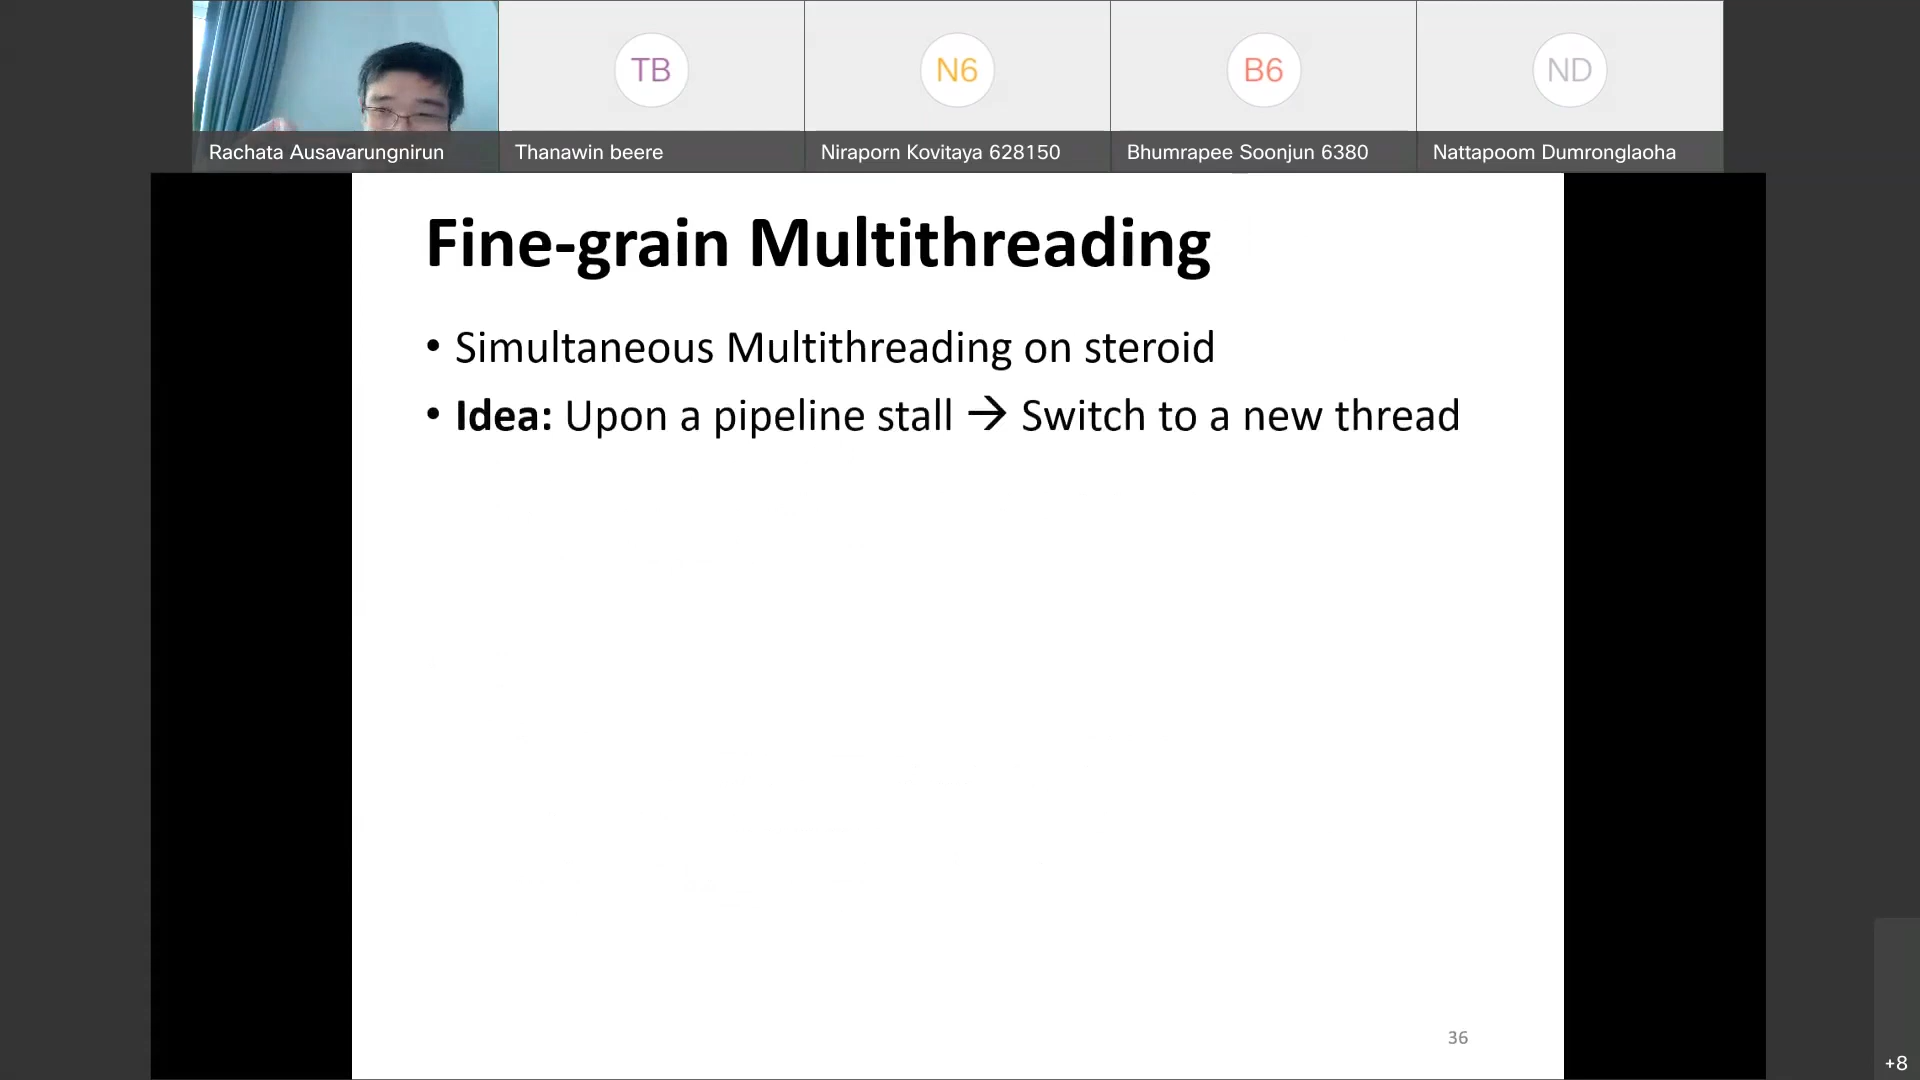 TB
N6
B6
ND
Rachata Ausavarungnirun
Thanawin beere
Niraporn Kovitaya 628150
Bhumrapee Soonjun 6380
Nattapoom Dumronglaoha
Fine-grain Multithreading
• Simultaneous Multithreading on steroid
• Idea: Upon a pipeline stall → Switch to a new thread
36
+8